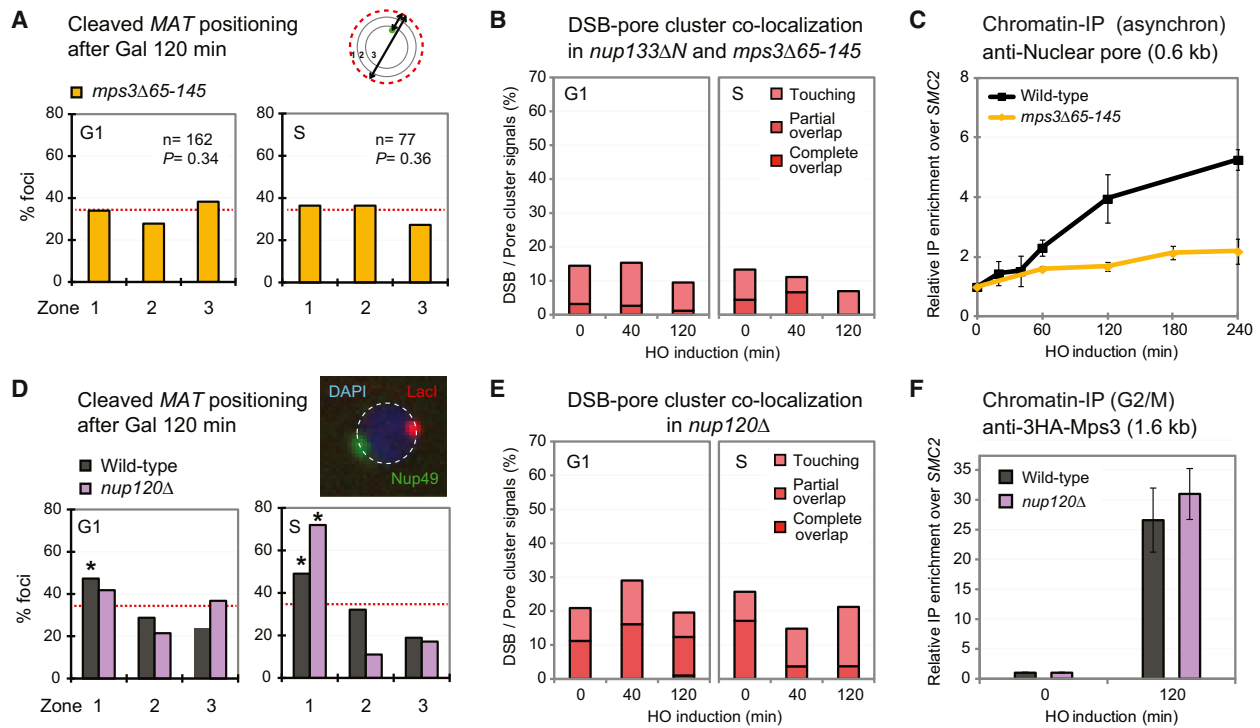 A
Cleaved MAT positioning
after Gal 120 min
1 2 3
mps3Δ65-145
G1
n= 162
P= 0.34
S
n= 77
P= 0.36
% foci
80
60
40
20
0
Zone 1 2 3
1 2 3
B
DSB-pore cluster co-localization
in nup133ΔN and mps3Δ65-145
DSB / Pore cluster signals (%)
70
60
50
40
30
20
10
0
G1
S
Touching
Partial
overlap
Complete
overlap
0 40 120
0 40 120
HO induction (min)
C
Chromatin-IP (asynchron)
anti-Nuclear pore (0.6 kb)
Relative IP enrichment over SMC2
8
6
4
2
0
Wild-type
mps3Δ65-145
0 60 120 180 240
HO induction (min)
D
Cleaved MAT positioning
after Gal 120 min
DAPI
LacI
Nup49
Wild-type
nup120Δ
G1
*
S
*
*
% foci
80
60
40
20
0
Zone 1 2 3
1 2 3
E
DSB-pore cluster co-localization
in nup120Δ
DSB / Pore cluster signals (%)
70
60
50
40
30
20
10
0
G1
S
Touching
Partial
overlap
Complete
overlap
0 40 120
0 40 120
HO induction (min)
F
Chromatin-IP (G2/M)
anti-3HA-Mps3 (1.6 kb)
Relative IP enrichment over SMC2
35
30
25
20
15
10
5
0
Wild-type
nup120Δ
0 120
HO induction (min)